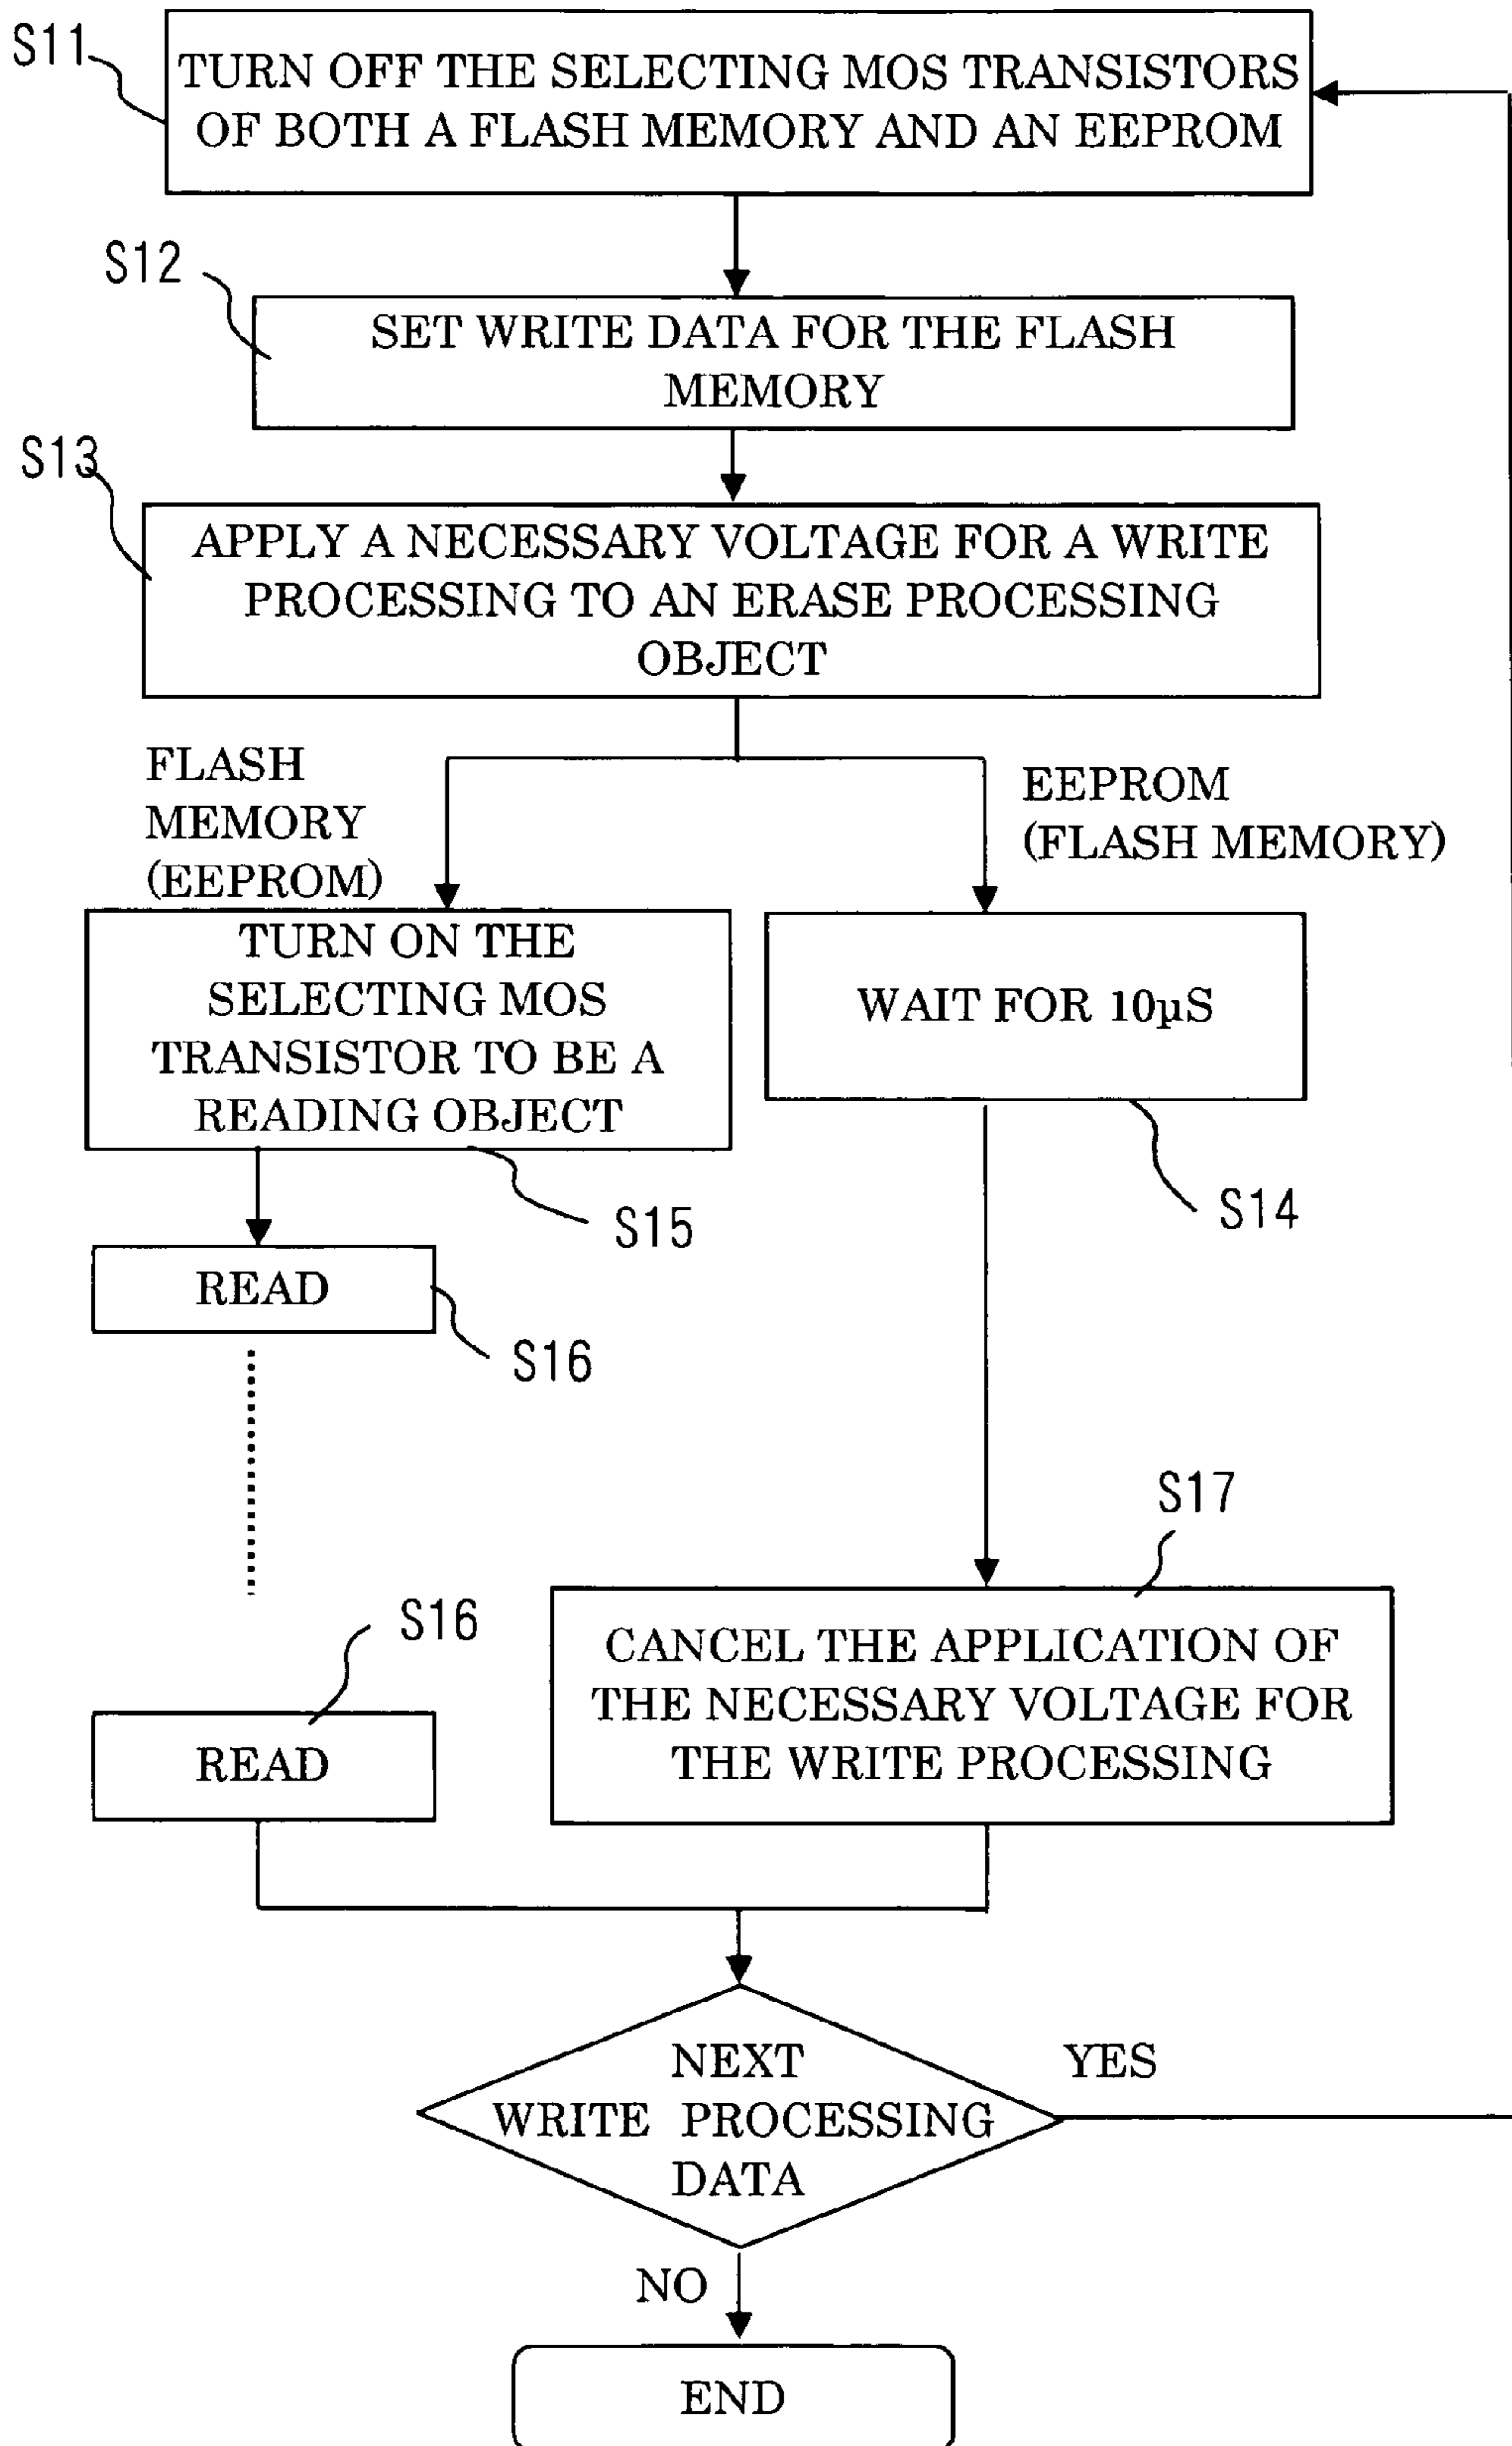 S11
TURN OFF THE SELECTING MOS TRANSISTORS
OF BOTH A FLASH MEMORY AND AN EEPROM
S12
SET WRITE DATA FOR THE FLASH
MEMORY
S13
APPLY A NECESSARY VOLTAGE FOR A WRITE
PROCESSING TO AN ERASE PROCESSING
OBJECT
FLASH
MEMORY
(EEPROM)
EEPROM
(FLASH MEMORY)
TURN ON THE
SELECTING MOS
TRANSISTOR TO BE A
READING OBJECT
WAIT FOR 10µS
S14
S15
READ
S16
S17
S16
READ
CANCEL THE APPLICATION OF
THE NECESSARY VOLTAGE FOR
THE WRITE PROCESSING
NEXT
WRITE PROCESSING
DATA
YES
NO
END